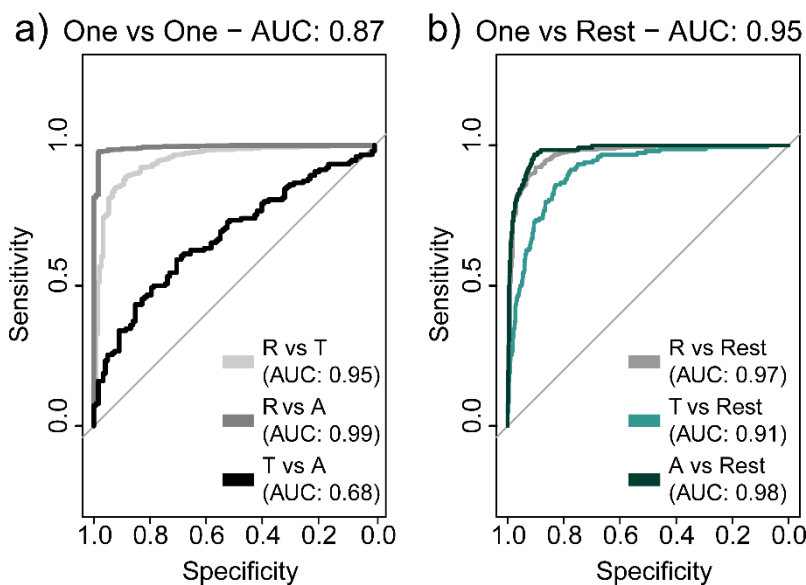 a) One vs One − AUC: 0.87
Sensitivity
1.0
0.5
0.0
R vs T
(AUC: 0.95)
R vs A
(AUC: 0.99)
T vs A
(AUC: 0.68)
1.0 0.8 0.6 0.4 0.2 0.0
Specificity
b) One vs Rest − AUC: 0.95
Sensitivity
1.0
0.5
0.0
R vs Rest
(AUC: 0.97)
T vs Rest
(AUC: 0.91)
A vs Rest
(AUC: 0.98)
1.0 0.8 0.6 0.4 0.2 0.0
Specificity